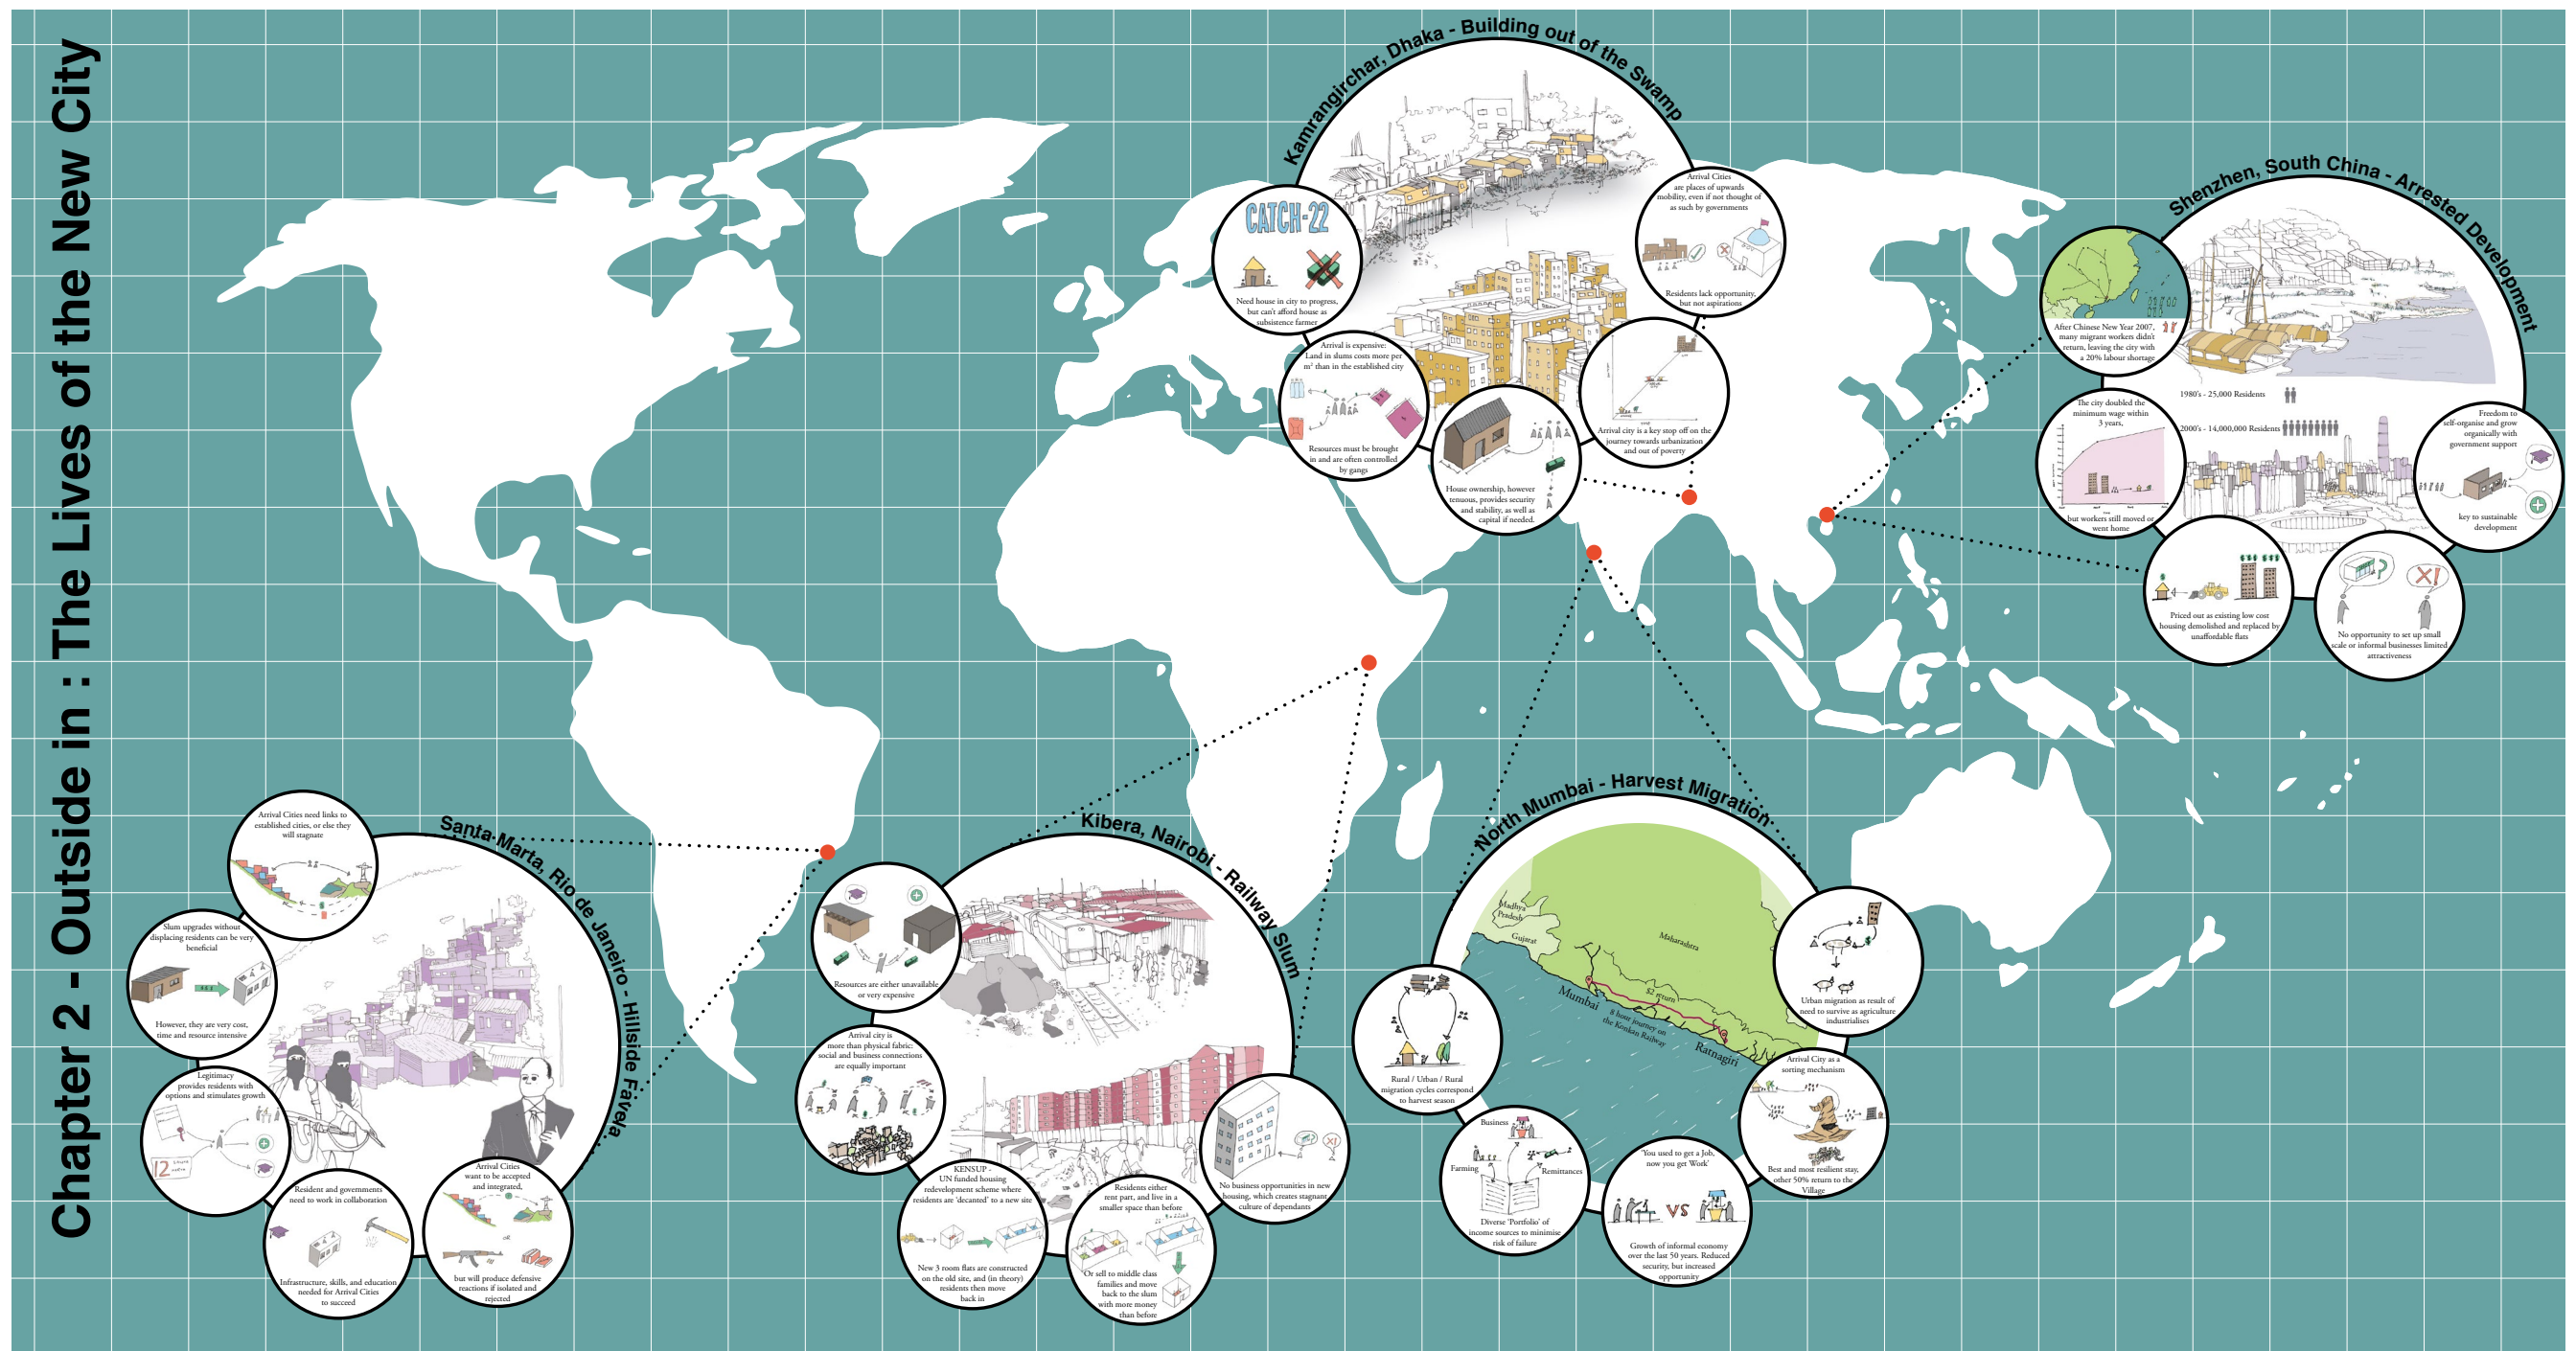 Chapter 2 - Outside in : The Lives of the New City
Kamrangirchar, Dhaka - Building out of the Swamp
CATCH-22
Need house in city to progress,
but can't afford house as
subsistence farmer
Arrival is expensive:
Land in slums costs more per
m² than in the established city
Resources must be brought
in and are often controlled
by gangs
House ownership, however
tenuous, provides security
and stability, as well as
capital if needed.
Arrival city is a key stop off on the
journey towards urbanization
and out of poverty
Arrival Cities
are places of upwards
mobility, even if not thought of
as such by governments
Residents lack opportunity,
but not aspirations
Shenzhen, South China - Arrested Development
After Chinese New Year 2007,
many migrant workers didn't
return, leaving the city with
a 20% labour shortage
The city doubled the
minimum wage within
3 years,
but workers still moved or
went home
1980's - 25,000 Residents
2000's - 14,000,000 Residents
Priced out as existing low cost
housing demolished and replaced by
unaffordable flats
No opportunity to set up small
scale or informal businesses limited
attractiveness
Freedom to
self-organise and grow
organically with
government support
key to sustainable
development
Santa Marta, Rio de Janeiro - Hillside Favela
Arrival Cities need links to
established cities, or else they
will stagnate
Slum upgrades without
displacing residents can be very
beneficial
However, they are very cost,
time and resource intensive
Legitimacy
provides residents with
options and stimulates growth
12
Resident and governments
need to work in collaboration
Infrastructure, skills, and education
needed for Arrival Cities
to succeed
Arrival Cities
want to be accepted
and integrated,
OR
but will produce defensive
reactions if isolated and
rejected
Kibera, Nairobi - Railway Slum
Resources are either unavailable
or very expensive
Arrival city is
more than physical fabric:
social and business connections
are equally important
KENSUP -
UN funded housing
redevelopment scheme where
residents are 'decanted' to a new site
New 3 room flats are constructed
on the old site, and (in theory)
residents then move
back in
Residents either
rent part, and live in a
smaller space than before
Or sell to middle class
families and move
back to the slum
with more money
than before
No business opportunities in new
housing, which creates stagnant
culture of dependants
North Mumbai - Harvest Migration
Madhya
Pradesh
Gujarat
Maharashtra
Mumbai
$2 return
8 hour journey on
the Konkan Railway
Ratnagiri
Rural / Urban / Rural
migration cycles correspond
to harvest season
Business
Farming
Remittances
Diverse 'Portfolio' of
income sources to minimise
risk of failure
'You used to get a Job,
now you get Work'
VS
Growth of informal economy
over the last 50 years. Reduced
security, but increased
opportunity
Arrival City as a
sorting mechanism
Best and most resilient stay,
other 50% return to the
Village
Urban migration as result of
need to survive as agriculture
industrialises